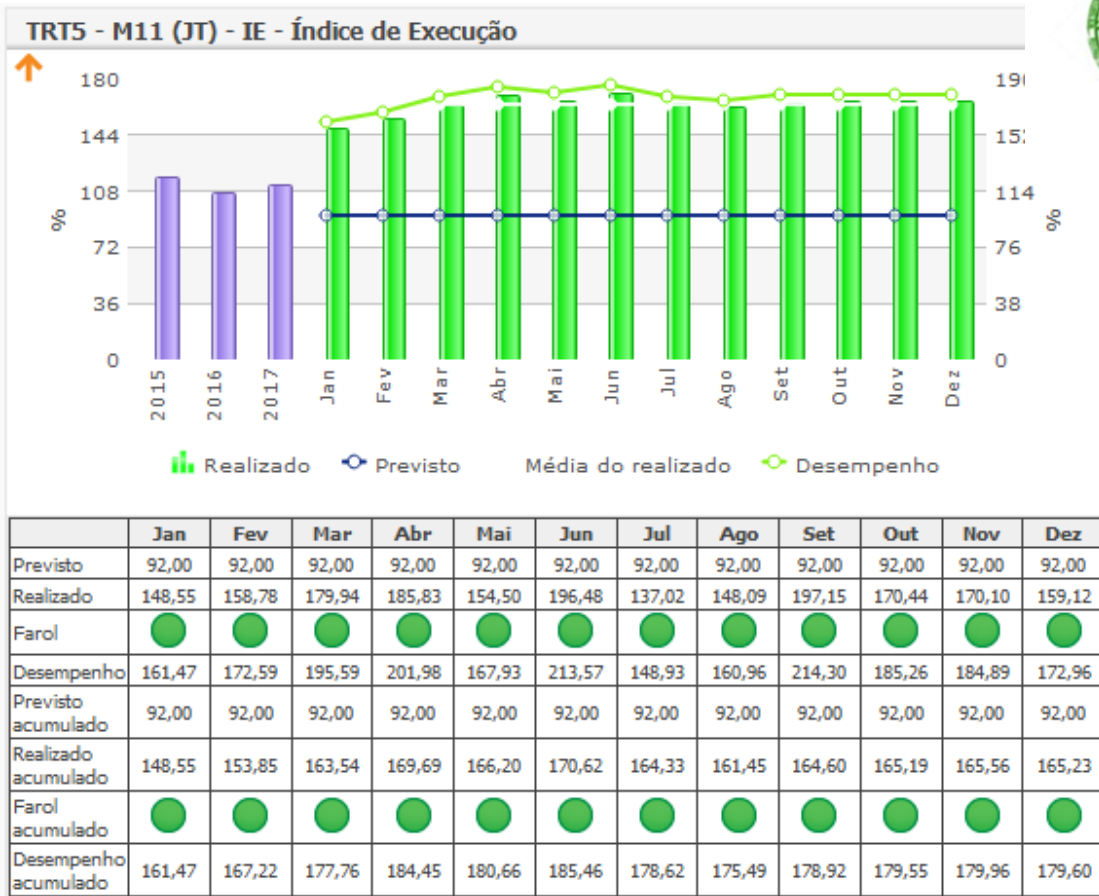 TRT5 - M11 (JT) - IE - Índice de Execução
180
144
108
72
36
0
%
190
152
114
76
38
0
%
2015 2016 2017 Jan Fev Mar Abr Mai Jun Jul Ago Set Out Nov Dez
Realizado Previsto Média do realizado Desempenho
Jan Fev Mar Abr Mai Jun Jul Ago Set Out Nov Dez
Previsto 92,00 92,00 92,00 92,00 92,00 92,00 92,00 92,00 92,00 92,00 92,00 92,00
Realizado 148,55 158,78 179,94 185,83 154,50 196,48 137,02 148,09 197,15 170,44 170,10 159,12
Farol
Desempenho 161,47 172,59 195,59 201,98 167,93 213,57 148,93 160,96 214,30 185,26 184,89 172,96
Previsto
acumulado 92,00 92,00 92,00 92,00 92,00 92,00 92,00 92,00 92,00 92,00 92,00 92,00
Realizado
acumulado 148,55 153,85 163,54 169,69 166,20 170,62 164,33 161,45 164,60 165,19 165,56 165,23
Farol
acumulado
Desempenho
acumulado 161,47 167,22 177,76 184,45 180,66 185,46 178,62 175,49 178,92 179,55 179,96 179,60